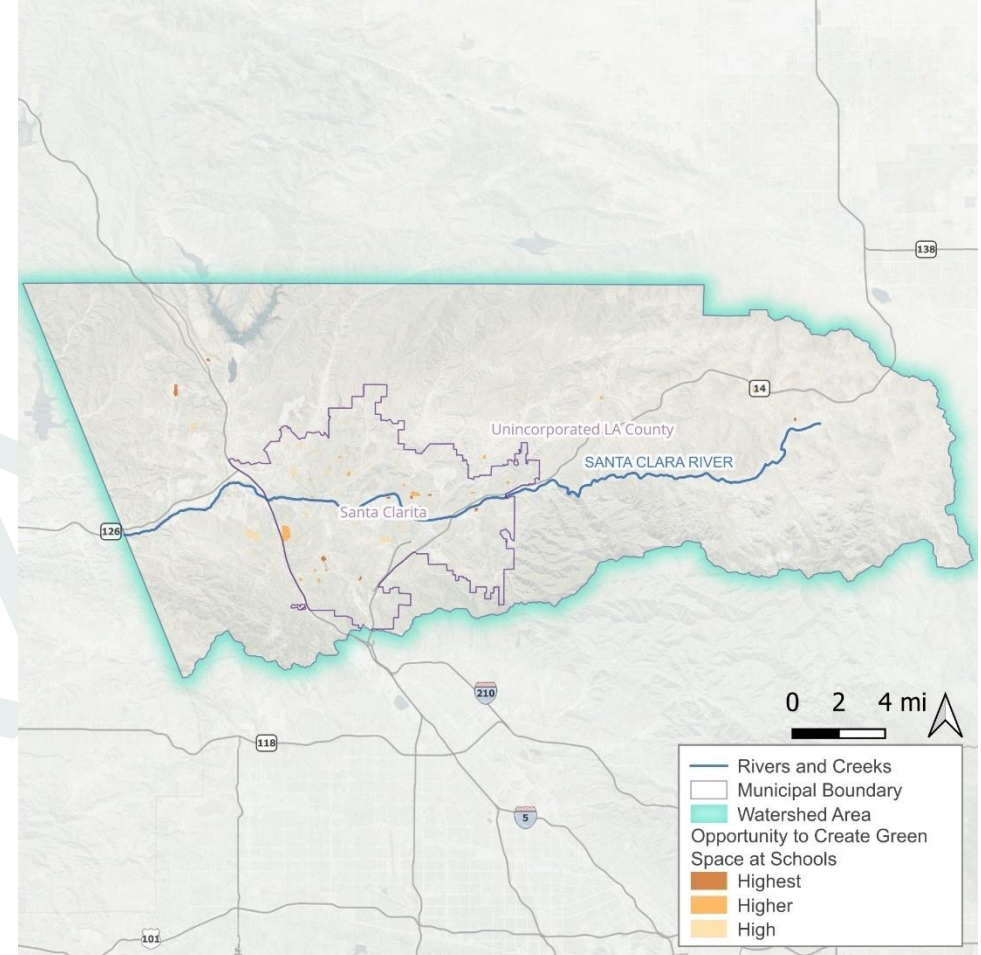 138
14
Unincorporated LA County
SANTA CLARA RIVER
Santa Clarita
126
210
0 2 4 mi
118
5
101
Rivers and Creeks
Municipal Boundary
Watershed Area
Opportunity to Create Green
Space at Schools
Highest
Higher
High